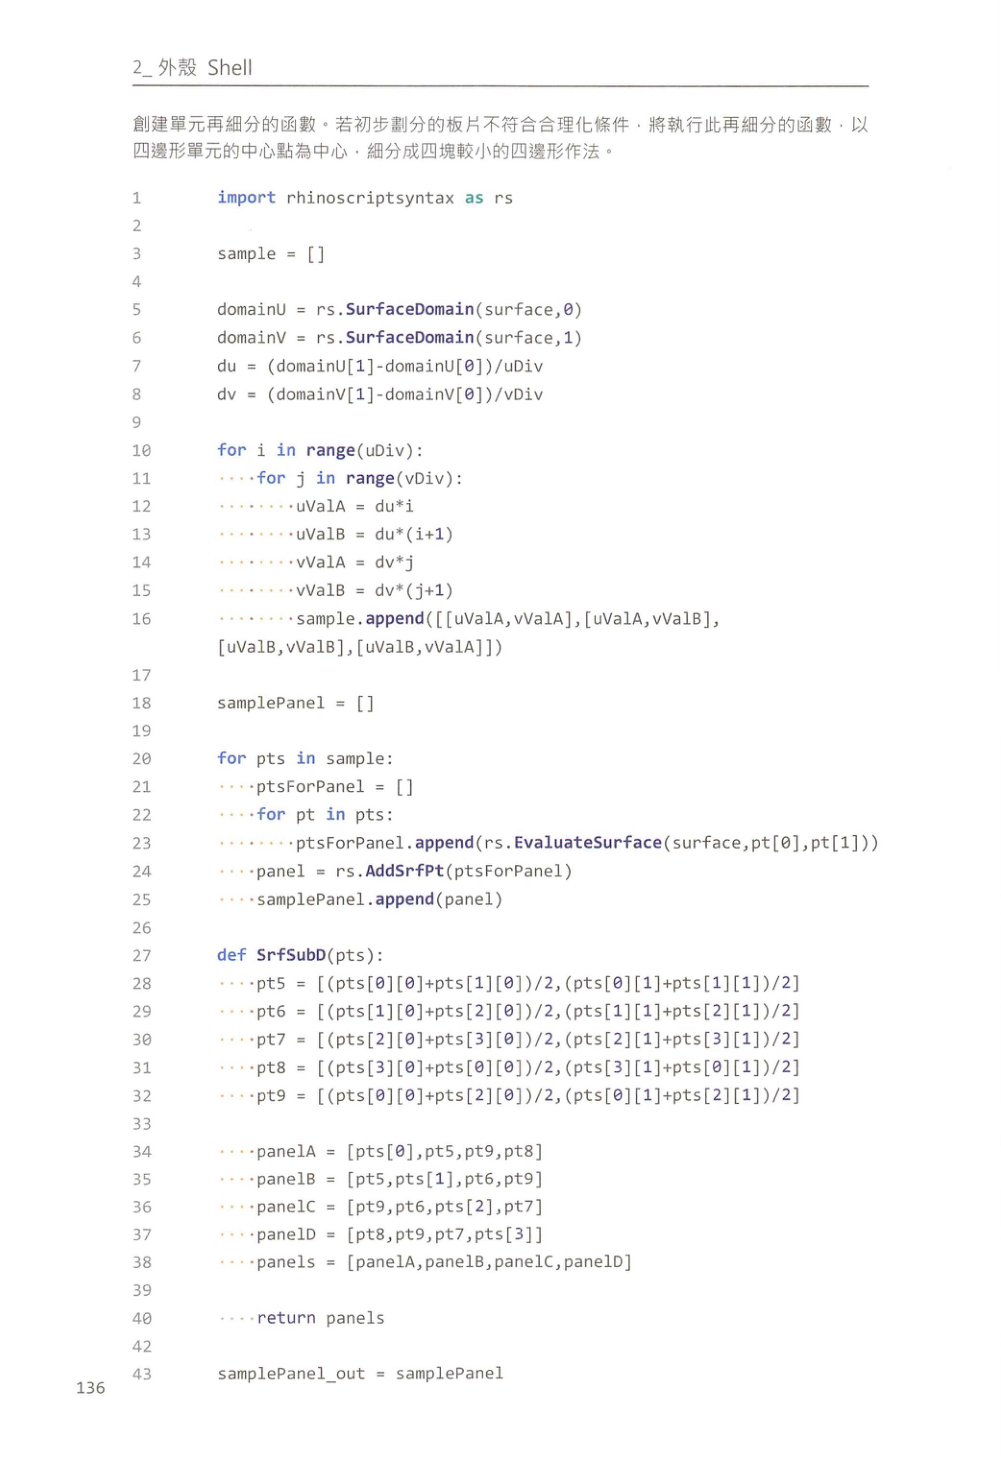 2_ 外殼 Shell
創建單元再細分的函數。若初步劃分的板片不符合合理化條件，將執行此再細分的函數，以
四邊形單元的中心點為中心，細分成四塊較小的四邊形作法。
1 import rhinoscriptsyntax as rs
2
3 sample = []
4
5 domainU = rs.SurfaceDomain(surface,0)
6 domainV = rs.SurfaceDomain(surface,1)
7 du = (domainU[1]-domainU[0])/uDiv
8 dv = (domainV[1]-domainV[0])/vDiv
9
10 for i in range(uDiv):
11 ····for j in range(vDiv):
12 ········uValA = du*i
13 ········uValB = du*(i+1)
14 ········vValA = dv*j
15 ········vValB = dv*(j+1)
16 ········sample.append([[uValA,vValA],[uValA,vValB],
[uValB,vValB],[uValB,vValA]])
17
18 samplePanel = []
19
20 for pts in sample:
21 ····ptsForPanel = []
22 ····for pt in pts:
23 ········ptsForPanel.append(rs.EvaluateSurface(surface,pt[0],pt[1]))
24 ····panel = rs.AddSrfPt(ptsForPanel)
25 ····samplePanel.append(panel)
26
27 def SrfSubD(pts):
28 ····pt5 = [(pts[0][0]+pts[1][0])/2,(pts[0][1]+pts[1][1])/2]
29 ····pt6 = [(pts[1][0]+pts[2][0])/2,(pts[1][1]+pts[2][1])/2]
30 ····pt7 = [(pts[2][0]+pts[3][0])/2,(pts[2][1]+pts[3][1])/2]
31 ····pt8 = [(pts[3][0]+pts[0][0])/2,(pts[3][1]+pts[0][1])/2]
32 ····pt9 = [(pts[0][0]+pts[2][0])/2,(pts[0][1]+pts[2][1])/2]
33
34 ····panelA = [pts[0],pt5,pt9,pt8]
35 ····panelB = [pt5,pts[1],pt6,pt9]
36 ····panelC = [pt9,pt6,pts[2],pt7]
37 ····panelD = [pt8,pt9,pt7,pts[3]]
38 ····panels = [panelA,panelB,panelC,panelD]
39
40 ····return panels
42
43 samplePanel_out = samplePanel
136